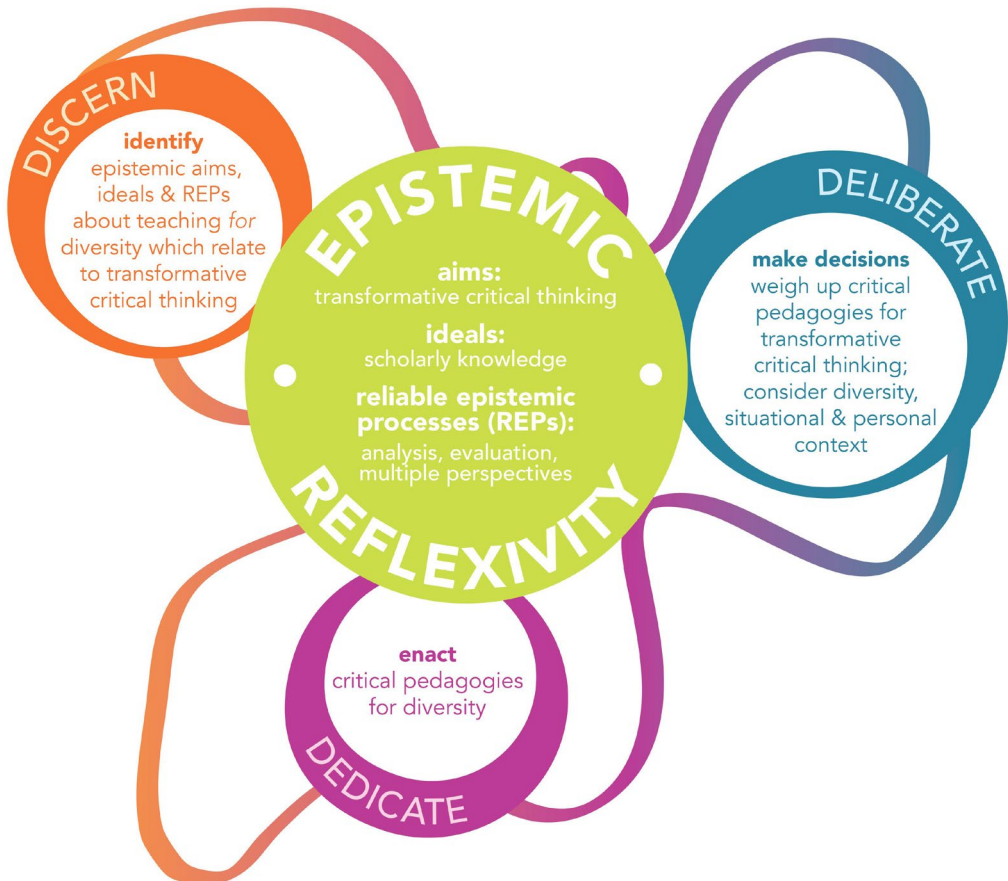 DISCERN
identify
epistemic aims,
ideals & REPs
about teaching for
diversity which relate
to transformative
critical thinking
EPISTEMIC
aims:
transformative critical thinking
ideals:
scholarly knowledge
reliable epistemic
processes (REPs):
analysis, evaluation,
multiple perspectives
REFLEXIVITY
DELIBERATE
make decisions
weigh up critical
pedagogies for
transformative
critical thinking;
consider diversity,
situational & personal
context
enact
critical pedagogies
for diversity
DEDICATE